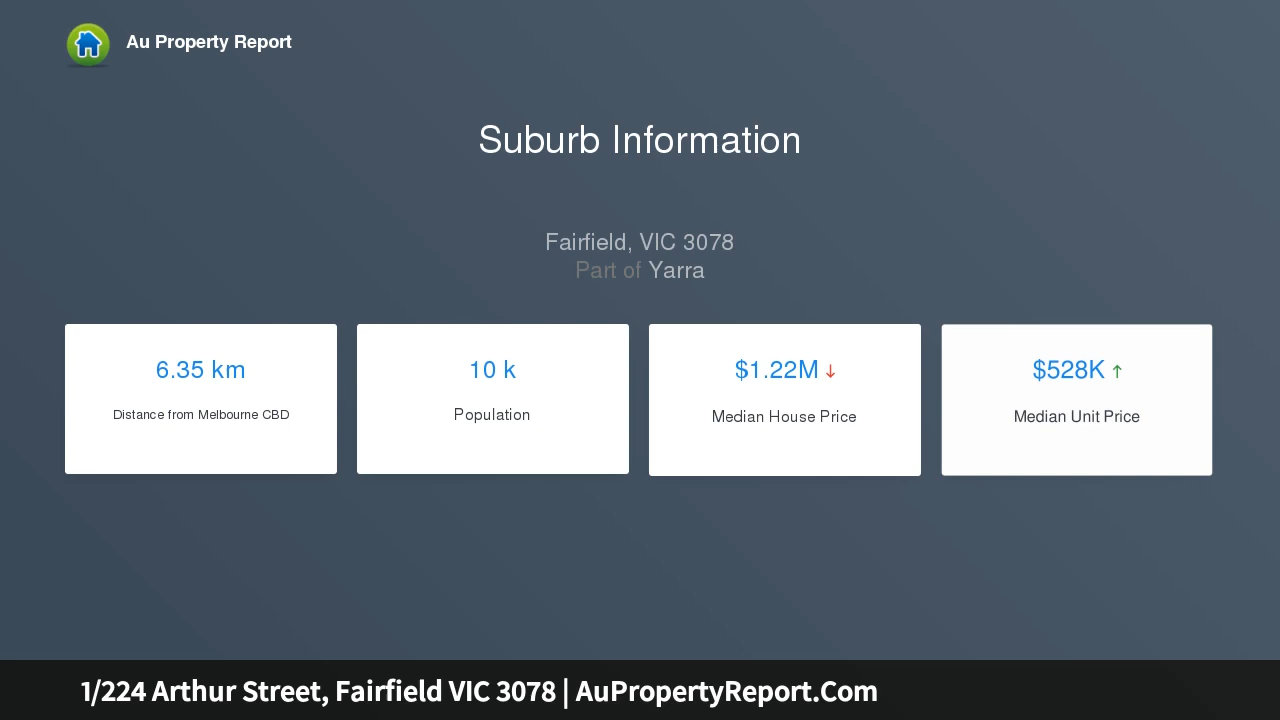 Au Property Report
Suburb Information
Fairfield, VIC 3078
Part of Yarra
6.35 km
Distance from Melbourne CBD
10 k
Population
$1.22M ↓
Median House Price
$528K ↑
Median Unit Price
1/224 Arthur Street, Fairfield VIC 3078 | AuPropertyReport.Com